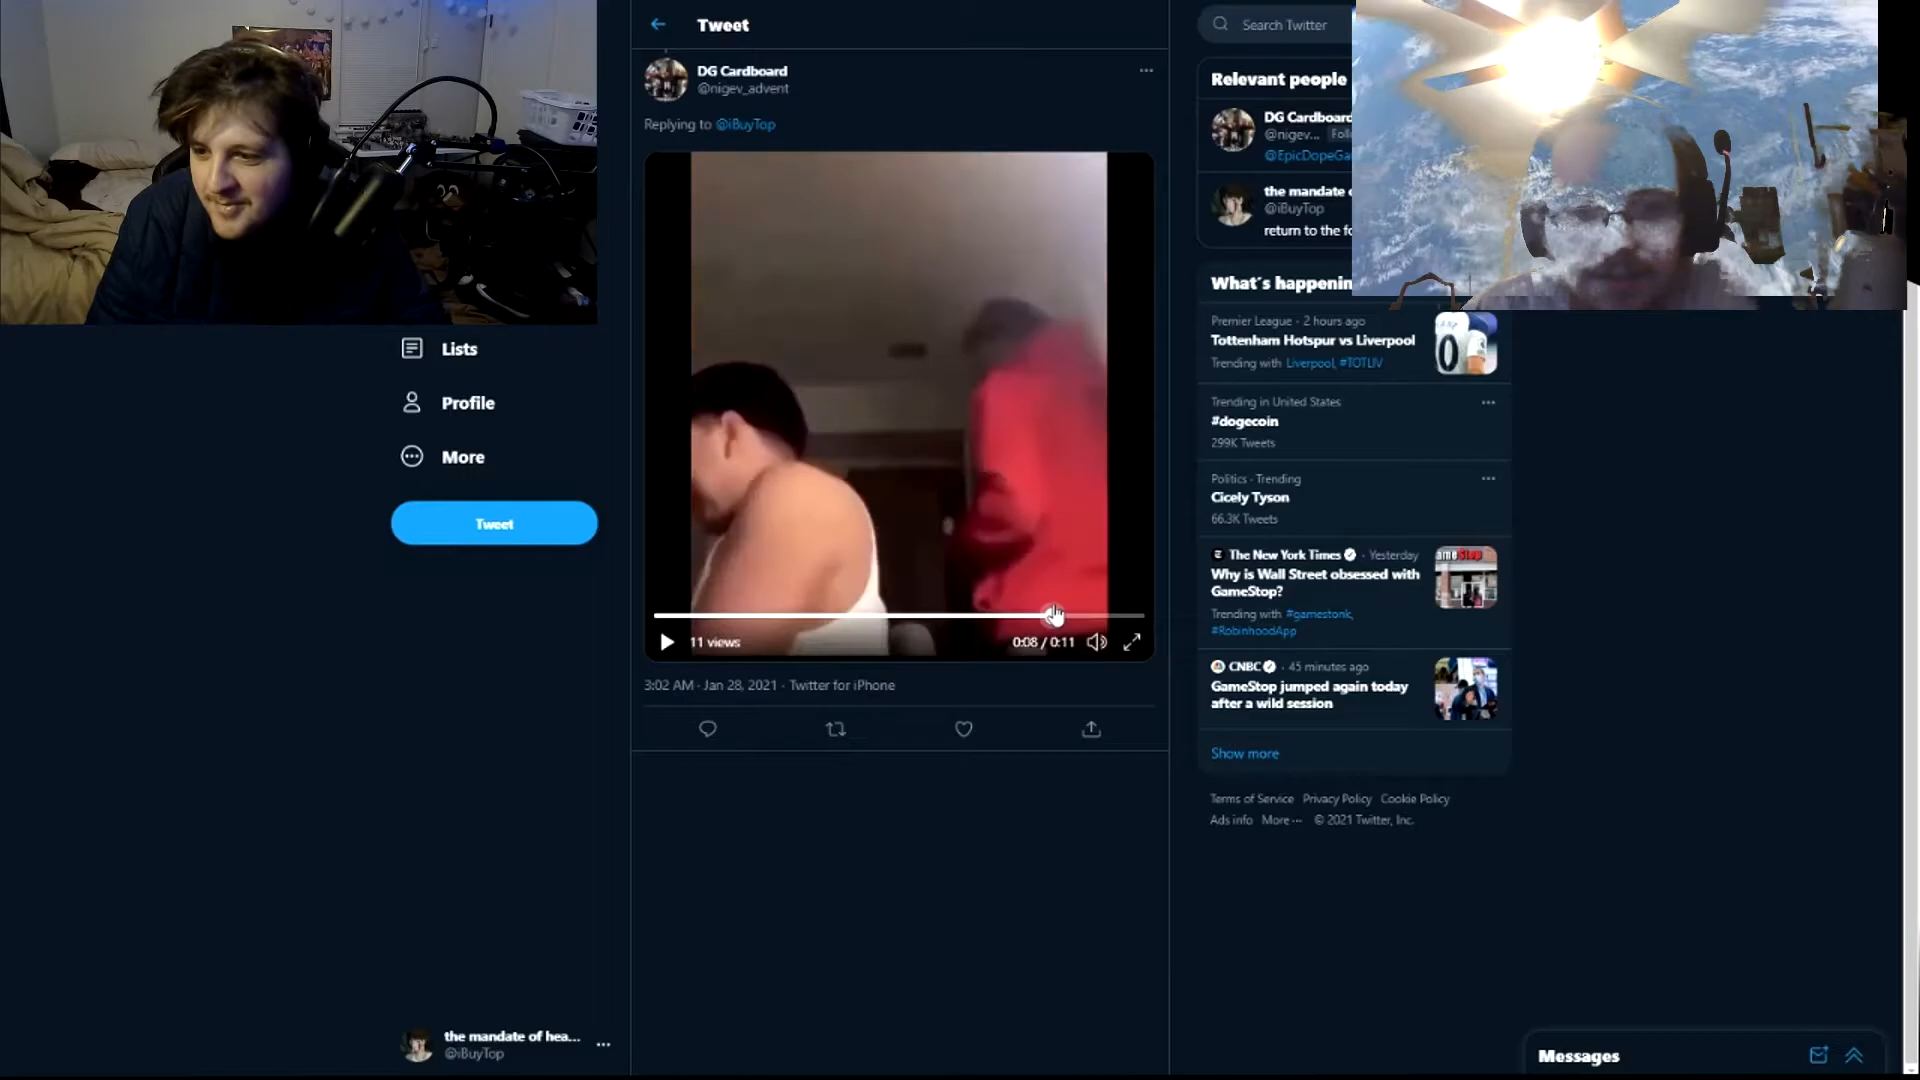 Tweet
DG Cardboard
@nigev_advent
Replying to @iBuyTop
11 views
0:08 / 0:11
3:02 AM · Jan 28, 2021 · Twitter for iPhone
Lists
Profile
More
Tweet
the mandate of hea...
@iBuyTop
Search Twitter
Relevant people
DG Cardboard
@nigev...
@EpicDopeGa
the mandate
@iBuyTop
return to the fo
What's happenin
Premier League · 2 hours ago
Tottenham Hotspur vs Liverpool
Trending with Liverpool, #TOTLIV
Trending in United States
#dogecoin
299K Tweets
Politics · Trending
Cicely Tyson
66.3K Tweets
The New York Times · Yesterday
Why is Wall Street obsessed with
GameStop?
Trending with #gamestonk,
#RobinhoodApp
CNBC · 45 minutes ago
GameStop jumped again today
after a wild session
Show more
Terms of Service Privacy Policy Cookie Policy
Ads info More ··· © 2021 Twitter, Inc.
Messages